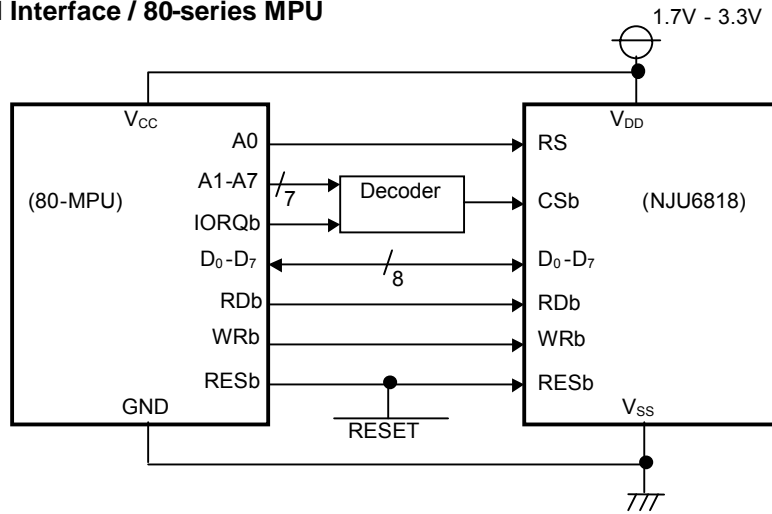 Interface / 80-series MPU
1.7V - 3.3V
VCC
VDD
A0
RS
A1-A7
7
Decoder
(80-MPU)
CSb
(NJU6818)
IORQb
D0-D7
8
D0-D7
RDb
RDb
WRb
WRb
RESb
RESb
GND
RESET
VSS